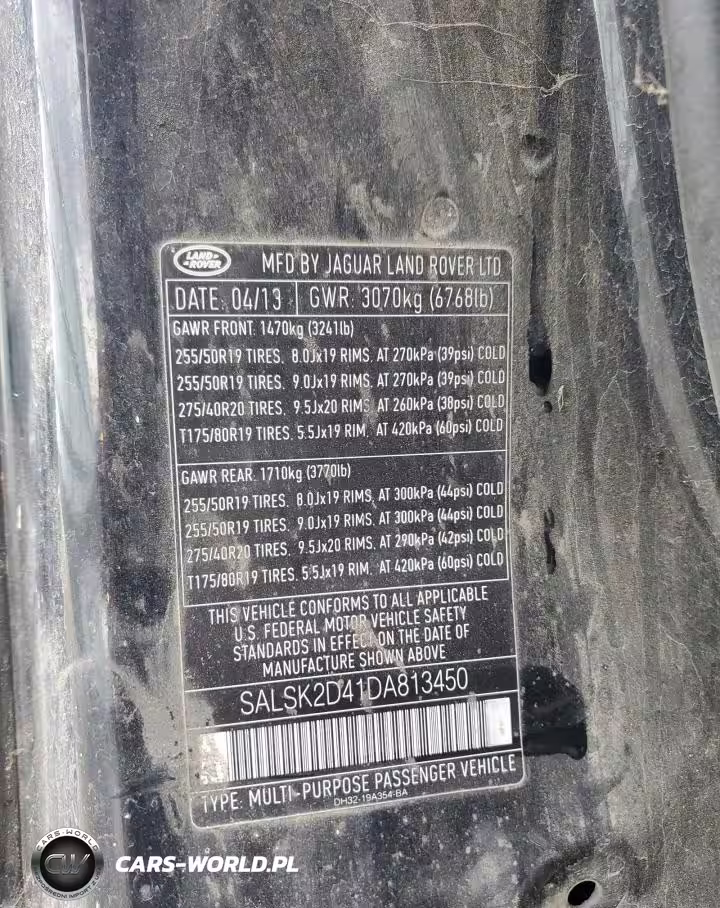 LAND-
-ROVER
MFD BY JAGUAR LAND ROVER LTD
DATE. 04/13 GWR. 3070kg (6768lb)
GAWR FRONT. 1470kg (3241lb)
255/50R19 TIRES. 8.0Jx19 RIMS. AT 270kPa (39psi) COLD
255/50R19 TIRES. 9.0Jx19 RIMS. AT 270kPa (39psi) COLD
275/40R20 TIRES. 9.5Jx20 RIMS. AT 260kPa (38psi) COLD
T175/80R19 TIRES. 5.5Jx19 RIM. AT 420kPa (60psi) COLD
GAWR REAR. 1710kg (3770lb)
255/50R19 TIRES. 8.0Jx19 RIMS. AT 300kPa (44psi) COLD
255/50R19 TIRES. 9.0Jx19 RIMS. AT 300kPa (44psi) COLD
275/40R20 TIRES. 9.5Jx20 RIMS. AT 290kPa (42psi) COLD
T175/80R19 TIRES. 5.5Jx19 RIM. AT 420kPa (60psi) COLD
THIS VEHICLE CONFORMS TO ALL APPLICABLE
U.S. FEDERAL MOTOR VEHICLE SAFETY
STANDARDS IN EFFECT ON THE DATE OF
MANUFACTURE SHOWN ABOVE
SALSK2D41DA813450
TYPE. MULTI-PURPOSE PASSENGER VEHICLE
DH32-19A354-BA
CARS-WORLD
CW
CARS-WORLD.PL